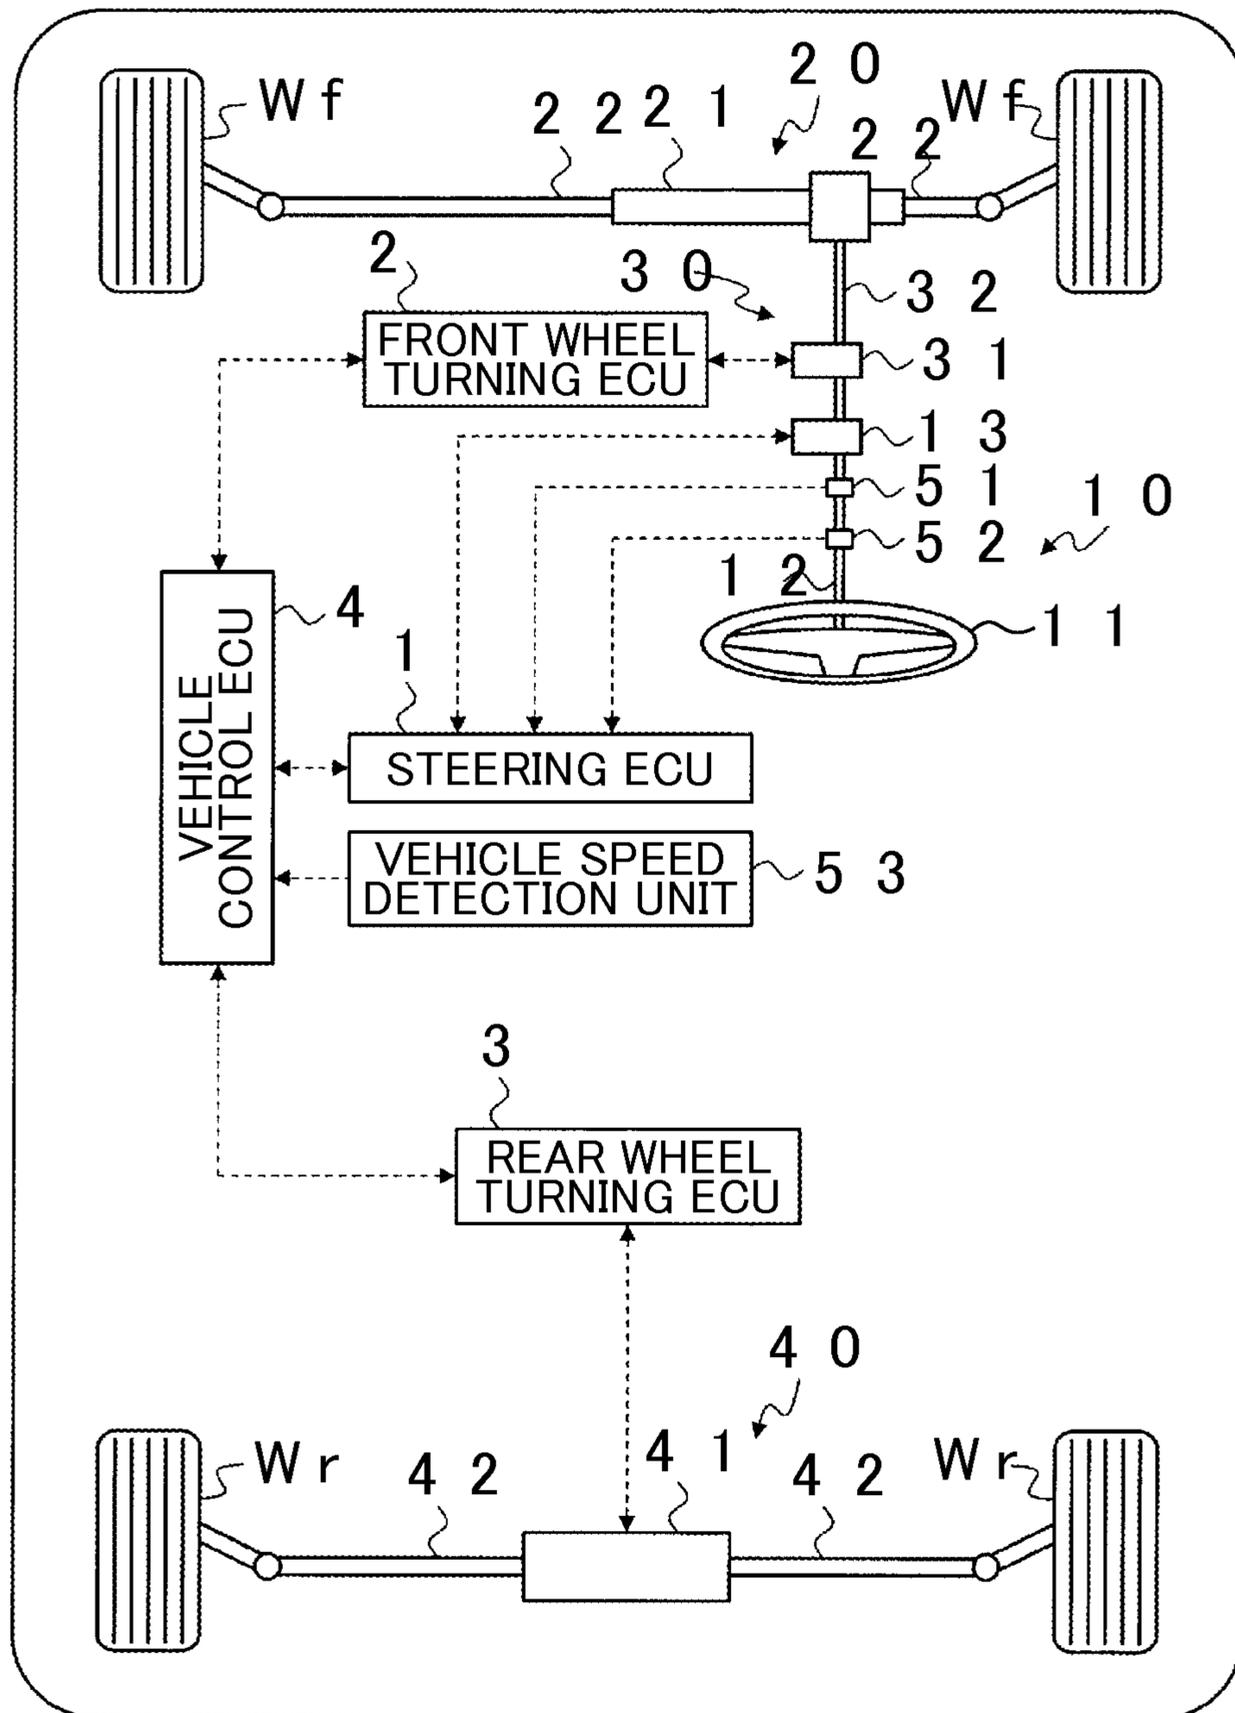 20
Wf
22
21
Wf
22
30
2
32
FRONT WHEEL
TURNING ECU
31
13
51
10
52
12
4
11
1
VEHICLE
CONTROL ECU
STEERING ECU
VEHICLE SPEED
DETECTION UNIT
53
3
REAR WHEEL
TURNING ECU
40
Wr
42
41
42
Wr